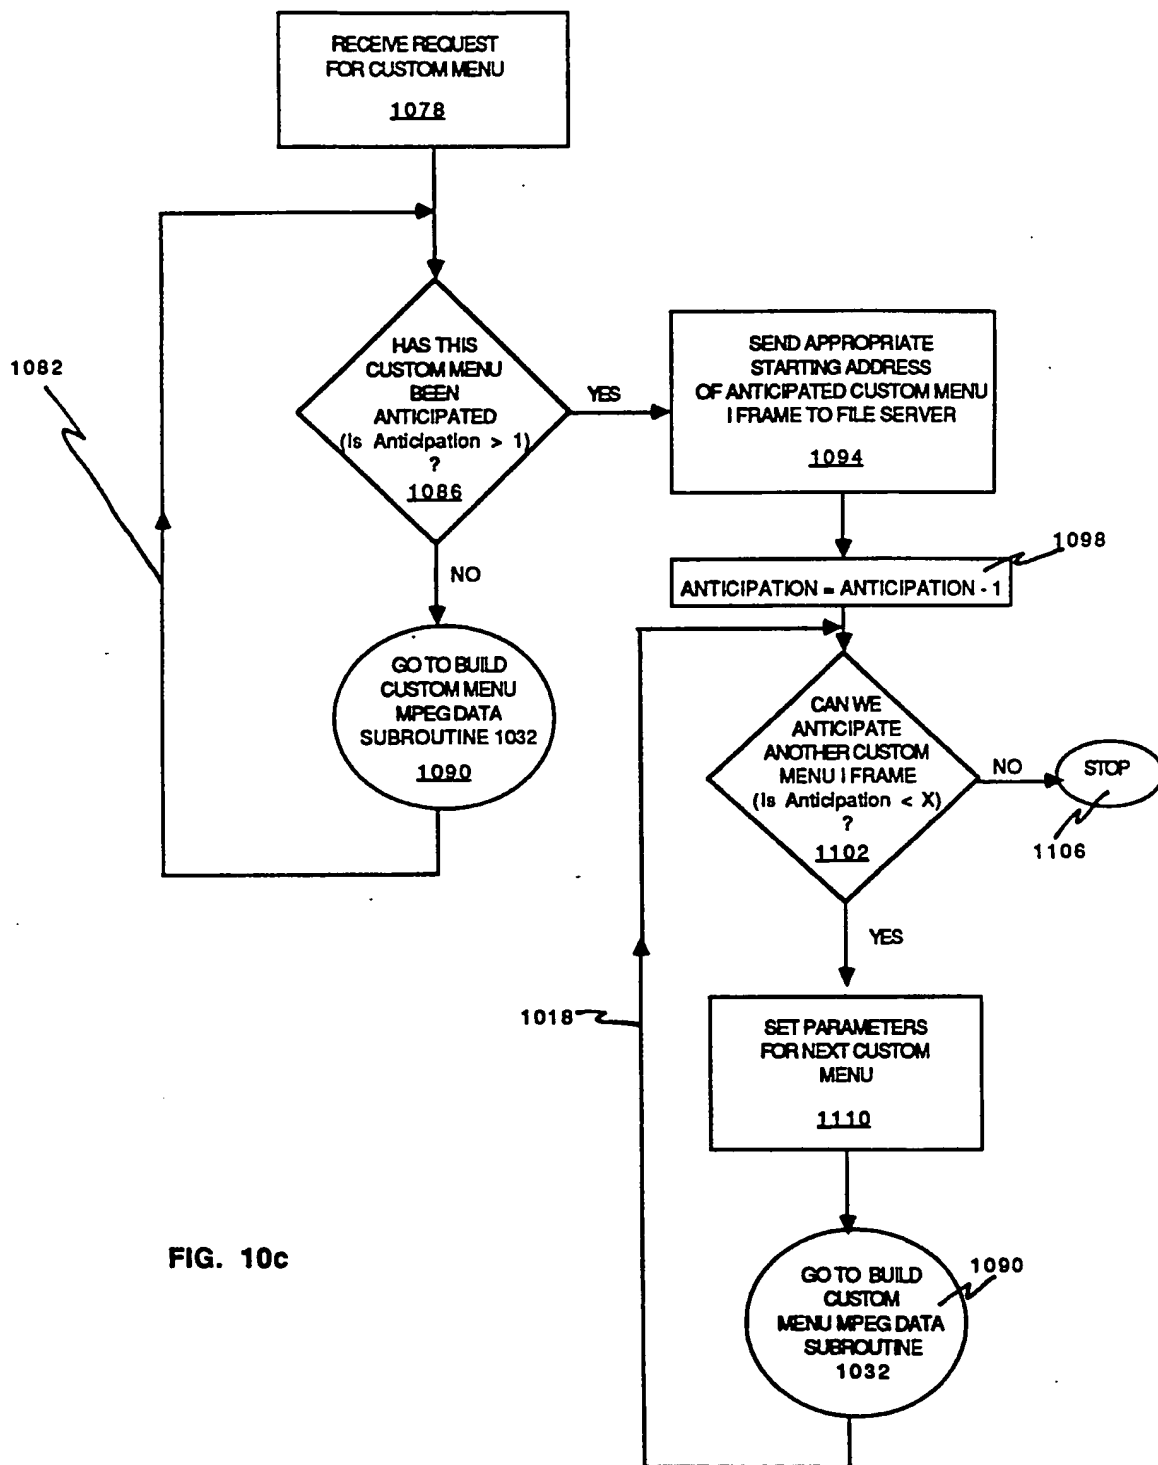 RECEIVE REQUEST
FOR CUSTOM MENU
1078
1082
HAS THIS
CUSTOM MENU
BEEN
ANTICIPATED
(Is Anticipation > 1)
?
1086
YES
SEND APPROPRIATE
STARTING ADDRESS
OF ANTICIPATED CUSTOM MENU
I FRAME TO FILE SERVER
1094
NO
1098
ANTICIPATION = ANTICIPATION - 1
GO TO BUILD
CUSTOM MENU
MPEG DATA
SUBROUTINE 1032
1090
CAN WE
ANTICIPATE
ANOTHER CUSTOM
MENU I FRAME
(Is Anticipation < X)
?
1102
NO
STOP
1106
YES
1018
SET PARAMETERS
FOR NEXT CUSTOM
MENU
1110
FIG. 10c
1090
GO TO BUILD
CUSTOM
MENU MPEG DATA
SUBROUTINE
1032